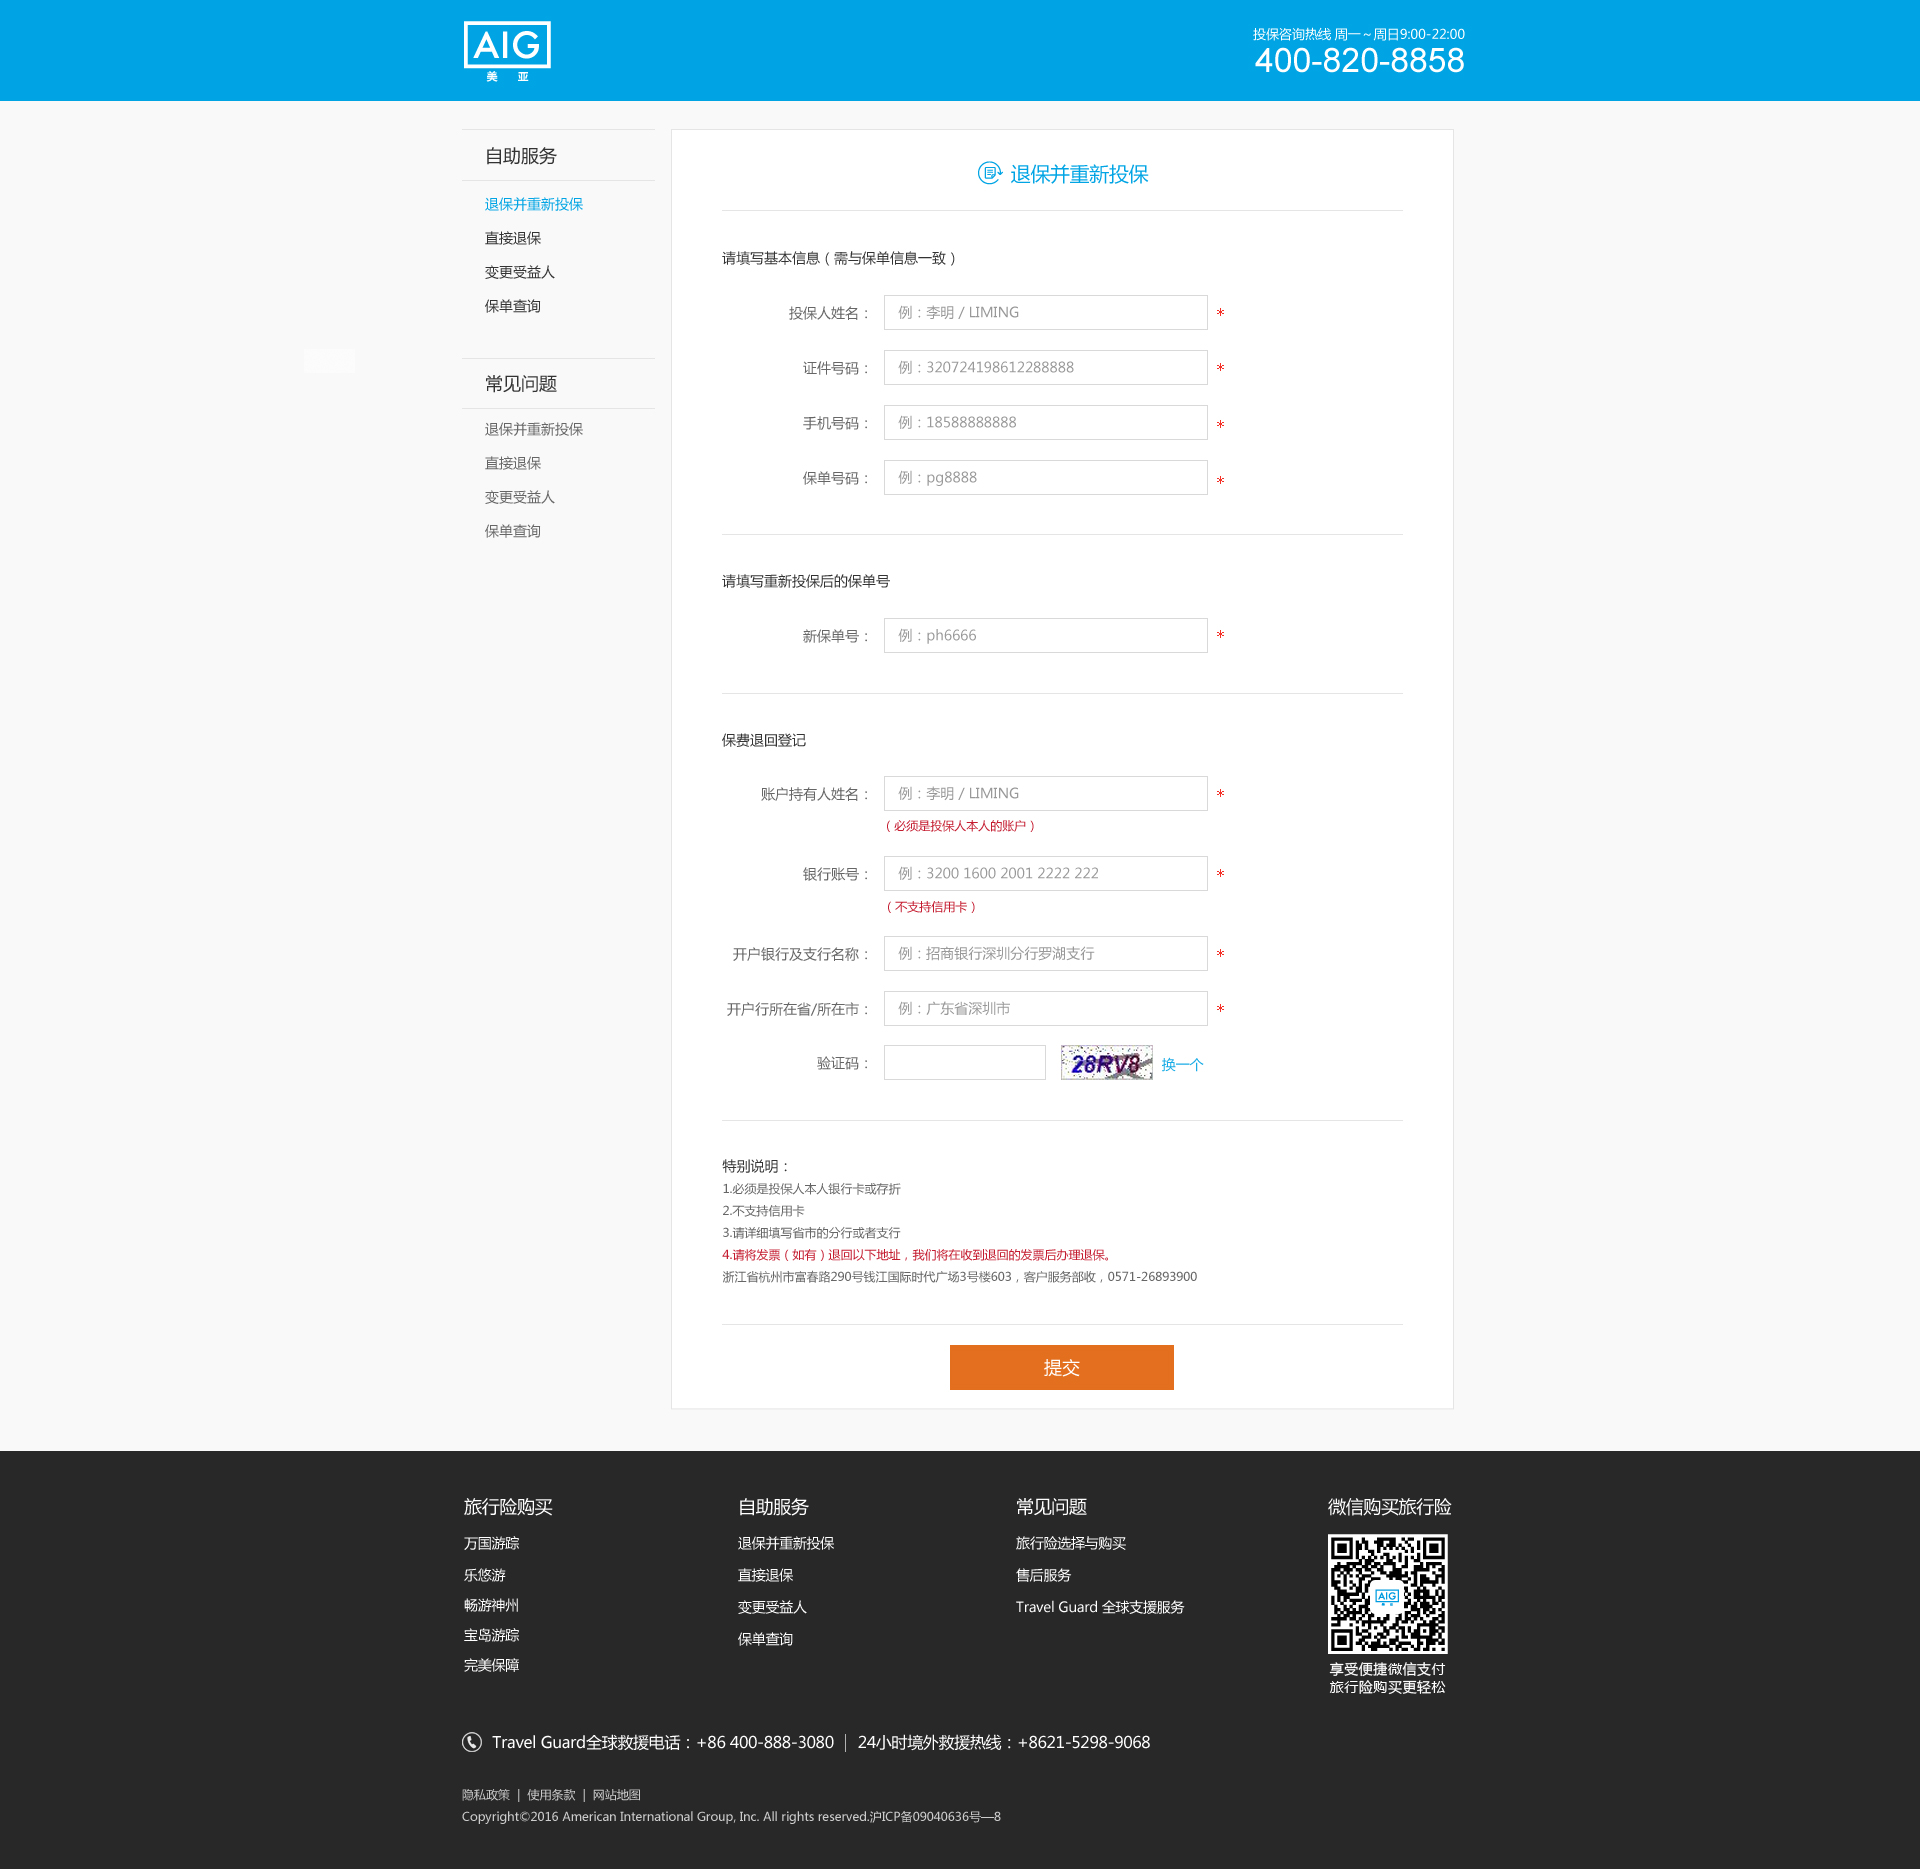 AIG
美 亚
投保咨询热线 周一～周日9:00-22:00
400-820-8858
自助服务
退保并重新投保
直接退保
变更受益人
保单查询
常见问题
退保并重新投保
直接退保
变更受益人
保单查询
退保并重新投保
请填写基本信息（需与保单信息一致）
投保人姓名： 例：李明 / LIMING *
证件号码： 例：320724198612288888 *
手机号码： 例：18588888888 *
保单号码： 例：pg8888 *
请填写重新投保后的保单号
新保单号： 例：ph6666 *
保费退回登记
账户持有人姓名： 例：李明 / LIMING *
（必须是投保人本人的账户）
银行账号： 例：3200 1600 2001 2222 222 *
（不支持信用卡）
开户银行及支行名称： 例：招商银行深圳分行罗湖支行 *
开户行所在省/所在市： 例：广东省深圳市 *
验证码： 28RV8 换一个
特别说明：
1.必须是投保人本人银行卡或存折
2.不支持信用卡
3.请详细填写省市的分行或者支行
4.请将发票（如有）退回以下地址，我们将在收到退回的发票后办理退保。
浙江省杭州市富春路290号钱江国际时代广场3号楼603，客户服务部收，0571-26893900
提交
旅行险购买
万国游踪
乐悠游
畅游神州
宝岛游踪
完美保障
自助服务
退保并重新投保
直接退保
变更受益人
保单查询
常见问题
旅行险选择与购买
售后服务
Travel Guard 全球支援服务
微信购买旅行险
AIG
美 亚
享受便捷微信支付
旅行险购买更轻松
Travel Guard全球救援电话：+86 400-888-3080 | 24小时境外救援热线：+8621-5298-9068
隐私政策 | 使用条款 | 网站地图
Copyright©2016 American International Group, Inc. All rights reserved.沪ICP备09040636号—8